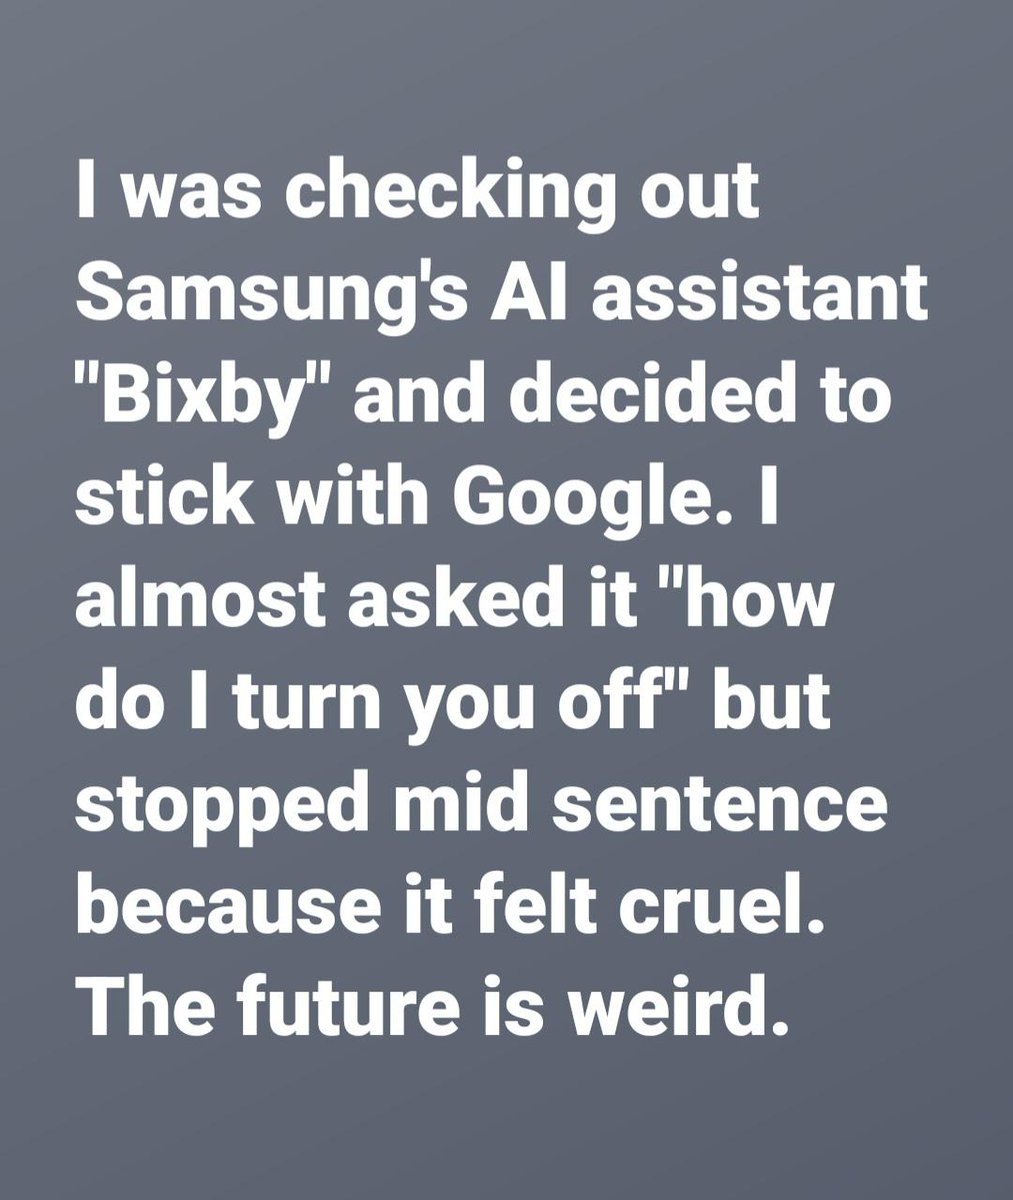 I was checking out
Samsung's AI assistant
"Bixby" and decided to
stick with Google. I
almost asked it "how
do I turn you off" but
stopped mid sentence
because it felt cruel.
The future is weird.